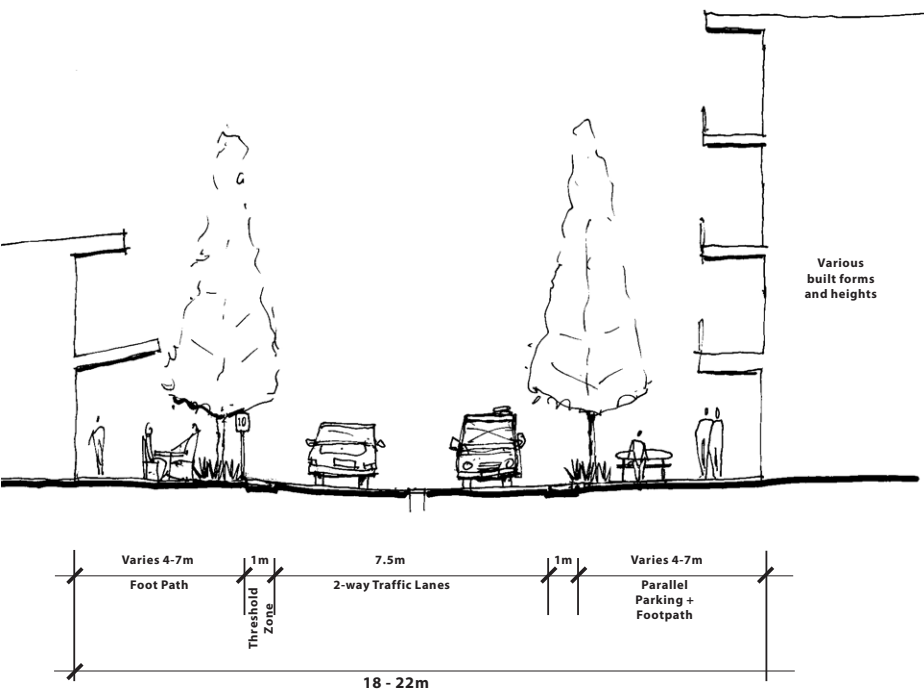 Various
built forms
and heights
10
Varies 4-7m
1m
7.5m
1m
Varies 4-7m
Foot Path
Threshold
Zone
2-way Traffic Lanes
Parallel
Parking +
Footpath
18 - 22m